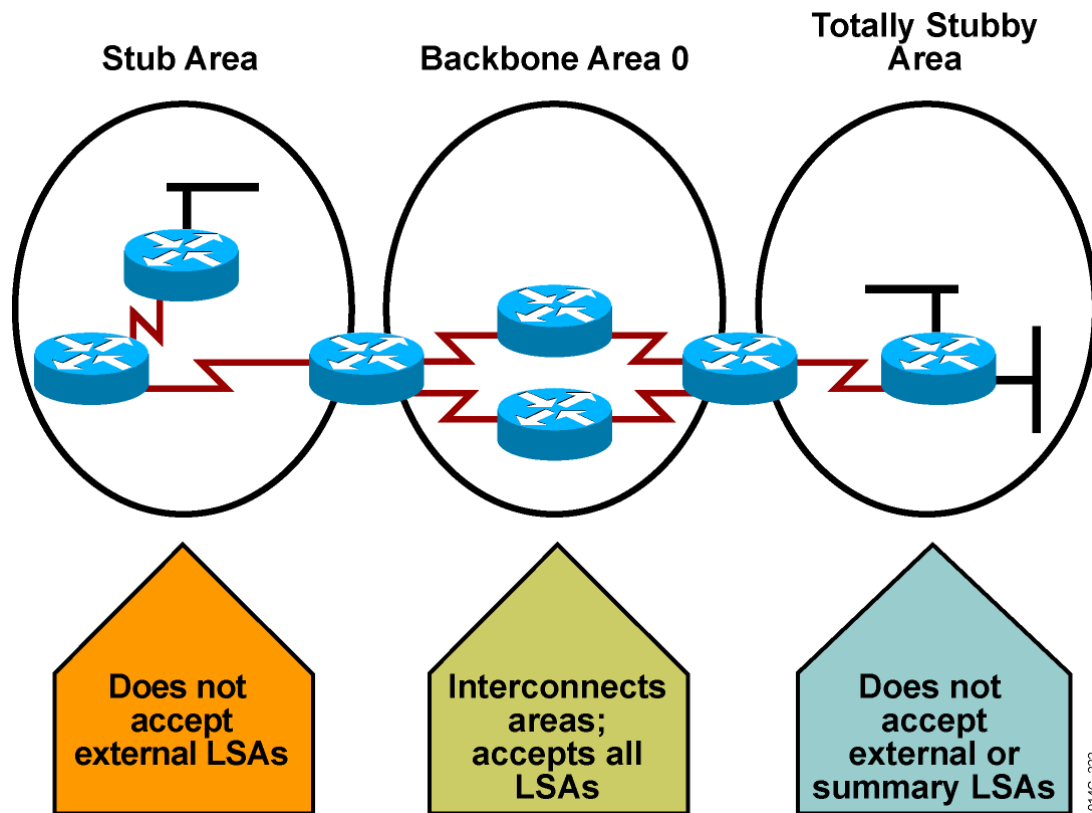 Stub Area
Backbone Area 0
Totally Stubby
Area
Does not
accept
external LSAs
Interconnects
areas;
accepts all
LSAs
Does not
accept
external or
summary LSAs